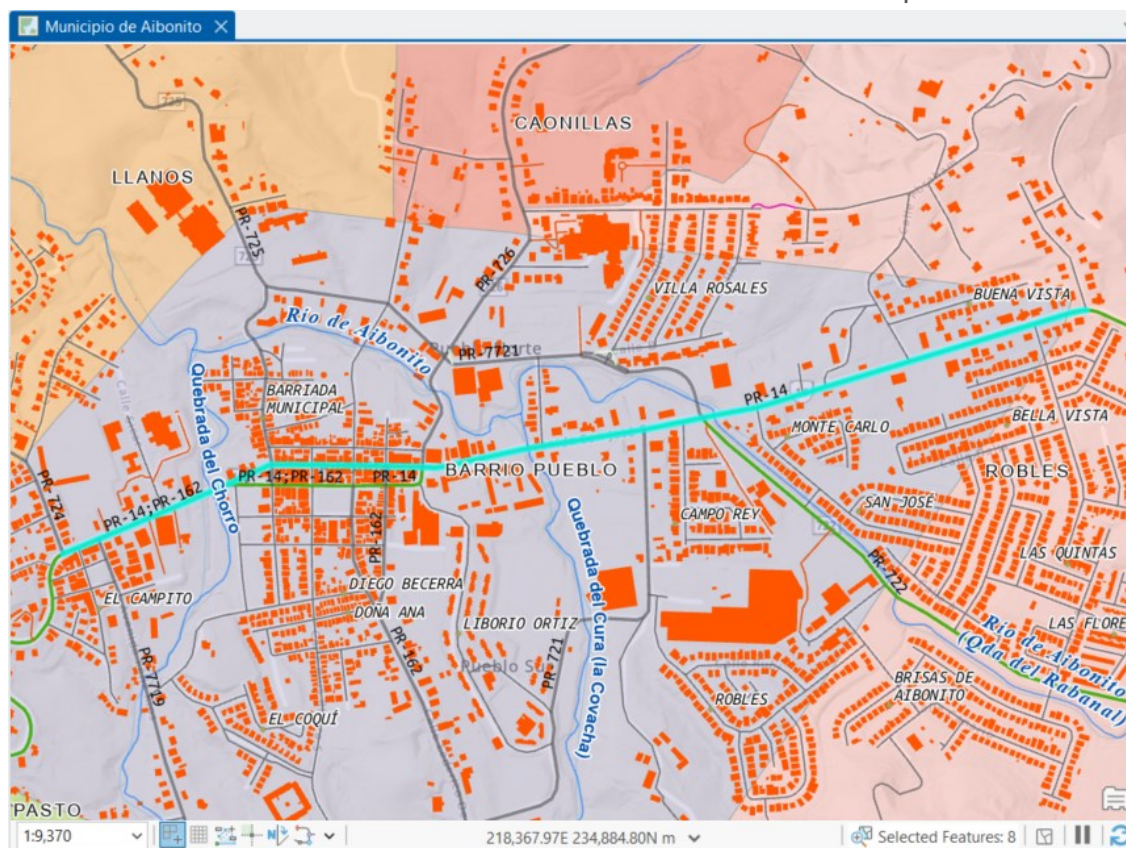 Municipio de Aibonito
725
CAONILLAS
LLANOS
PR-725
PR-726
VILLA ROSALES
BUENA VISTA
Río de Aibonito
PR-7721
BARRIADA
MUNICIPAL
PR-14
BELLA VISTA
MONTE CARLO
Quebrada del Chorro
PR-724
PR-14;PR-162
PR-14;PR-162
PR-14
BARRIO PUEBLO
ROBLES
SAN JOSÉ
CAMPO REY
722
PR-162
Quebrada del Cura (la Covacha)
LAS QUINTAS
PR-722
DIEGO BECERRA
EL CAMPITO
DOÑA ANA
LIBORIO ORTIZ
Pueblo Sur
PR-162
PR-721
PR-7719
Río de Aibonito
(Qda del Rabanal)
BRISAS DE
AIBONITO
ROBLES
EL COQUÍ
PASTO
1:9,370
218,367.97E 234,884.80N m
Selected Features: 8